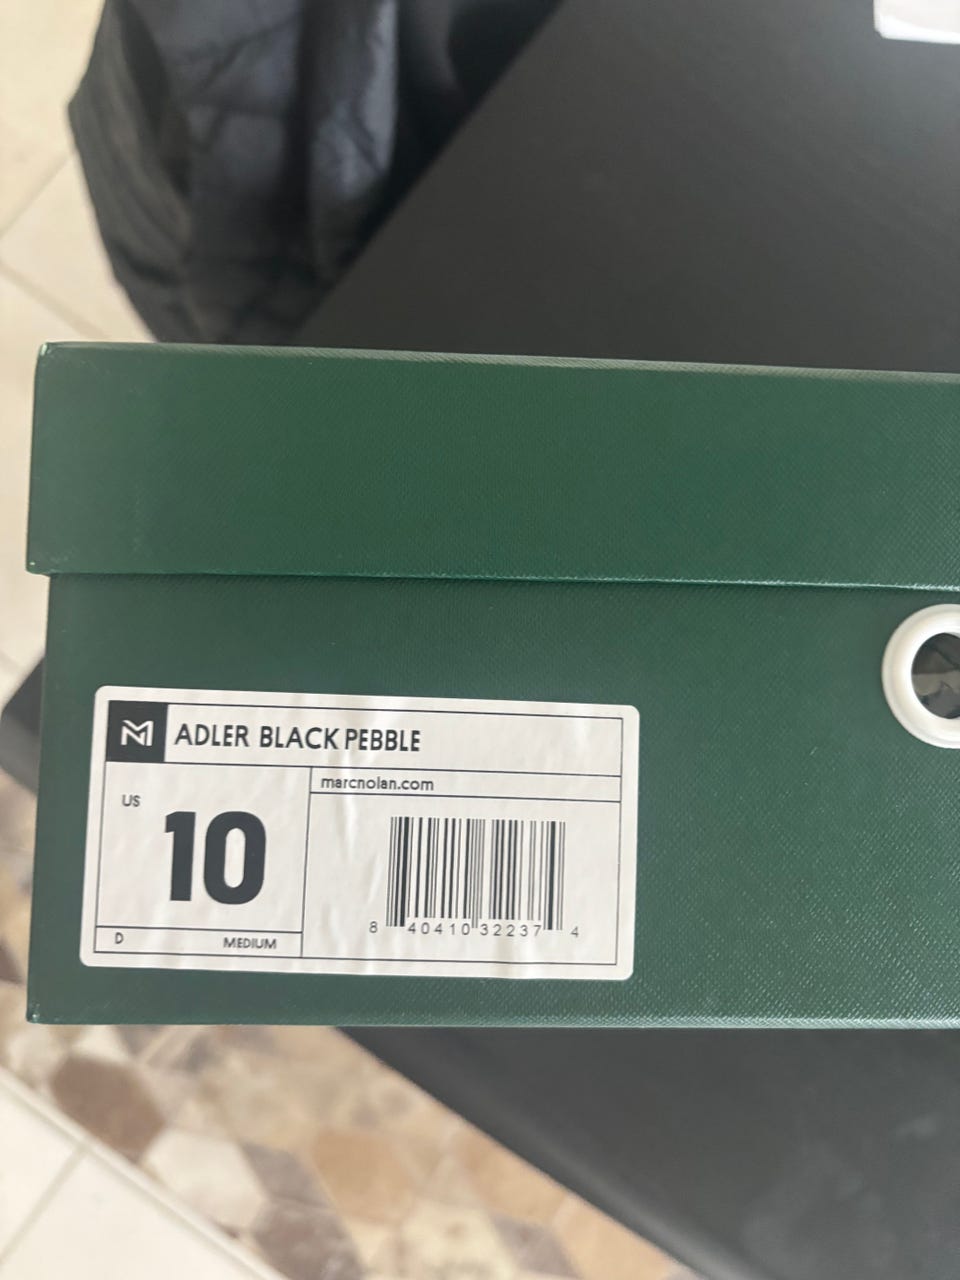 M
ADLER BLACK PEBBLE
marcnolan.com
US
10
D MEDIUM
8 40410 32237 4